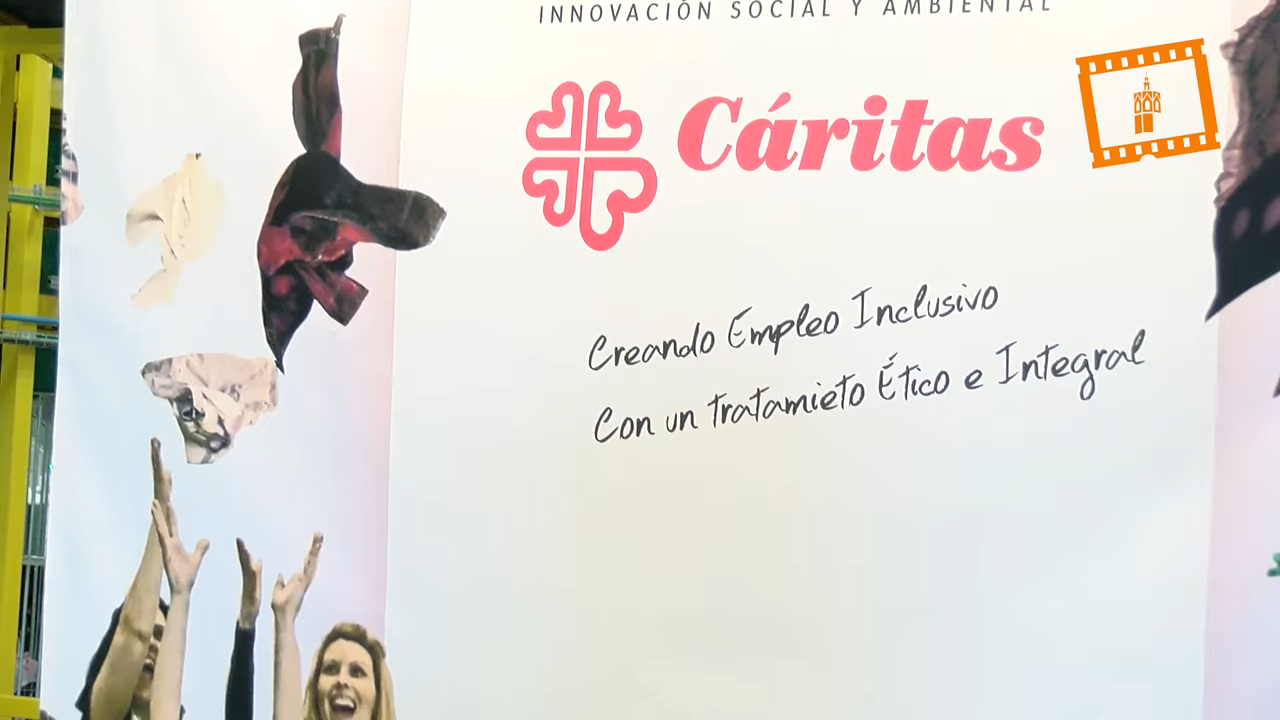 INNOVACIÓN SOCIAL Y AMBIENTAL
Cáritas
Creando Empleo Inclusivo
Con un tratamieto Ético e Integral